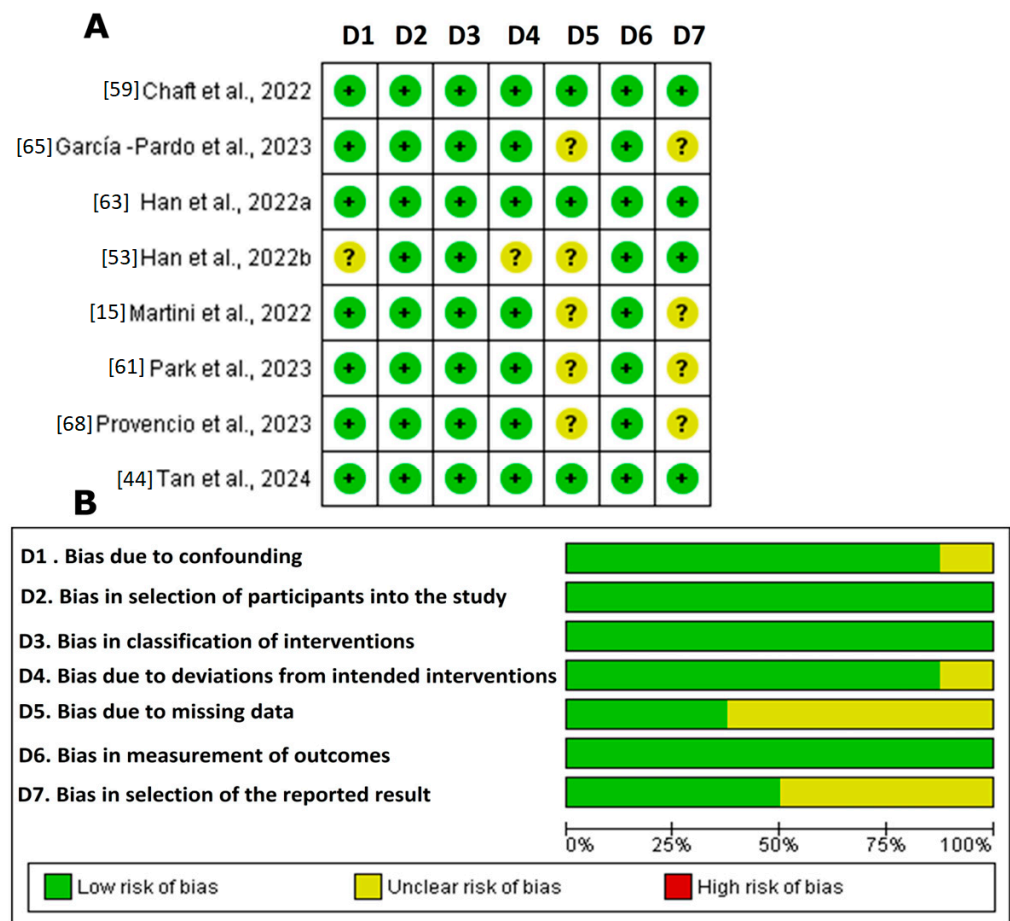 A
D1 D2 D3 D4 D5 D6 D7
[59] Chaft et al., 2022 + + + + + + +
[65] García -Pardo et al., 2023 + + + + ? + ?
[63] Han et al., 2022a + + + + + + +
[53] Han et al., 2022b ? + + ? ? + +
[15] Martini et al., 2022 + + + + ? + ?
[61] Park et al., 2023 + + + + ? + ?
[68] Provencio et al., 2023 + + + + ? + ?
[44] Tan et al., 2024 + + + + + + +
B
D1 . Bias due to confounding
D2. Bias in selection of participants into the study
D3. Bias in classification of interventions
D4. Bias due to deviations from intended interventions
D5. Bias due to missing data
D6. Bias in measurement of outcomes
D7. Bias in selection of the reported result
0% 25% 50% 75% 100%
Low risk of bias Unclear risk of bias High risk of bias